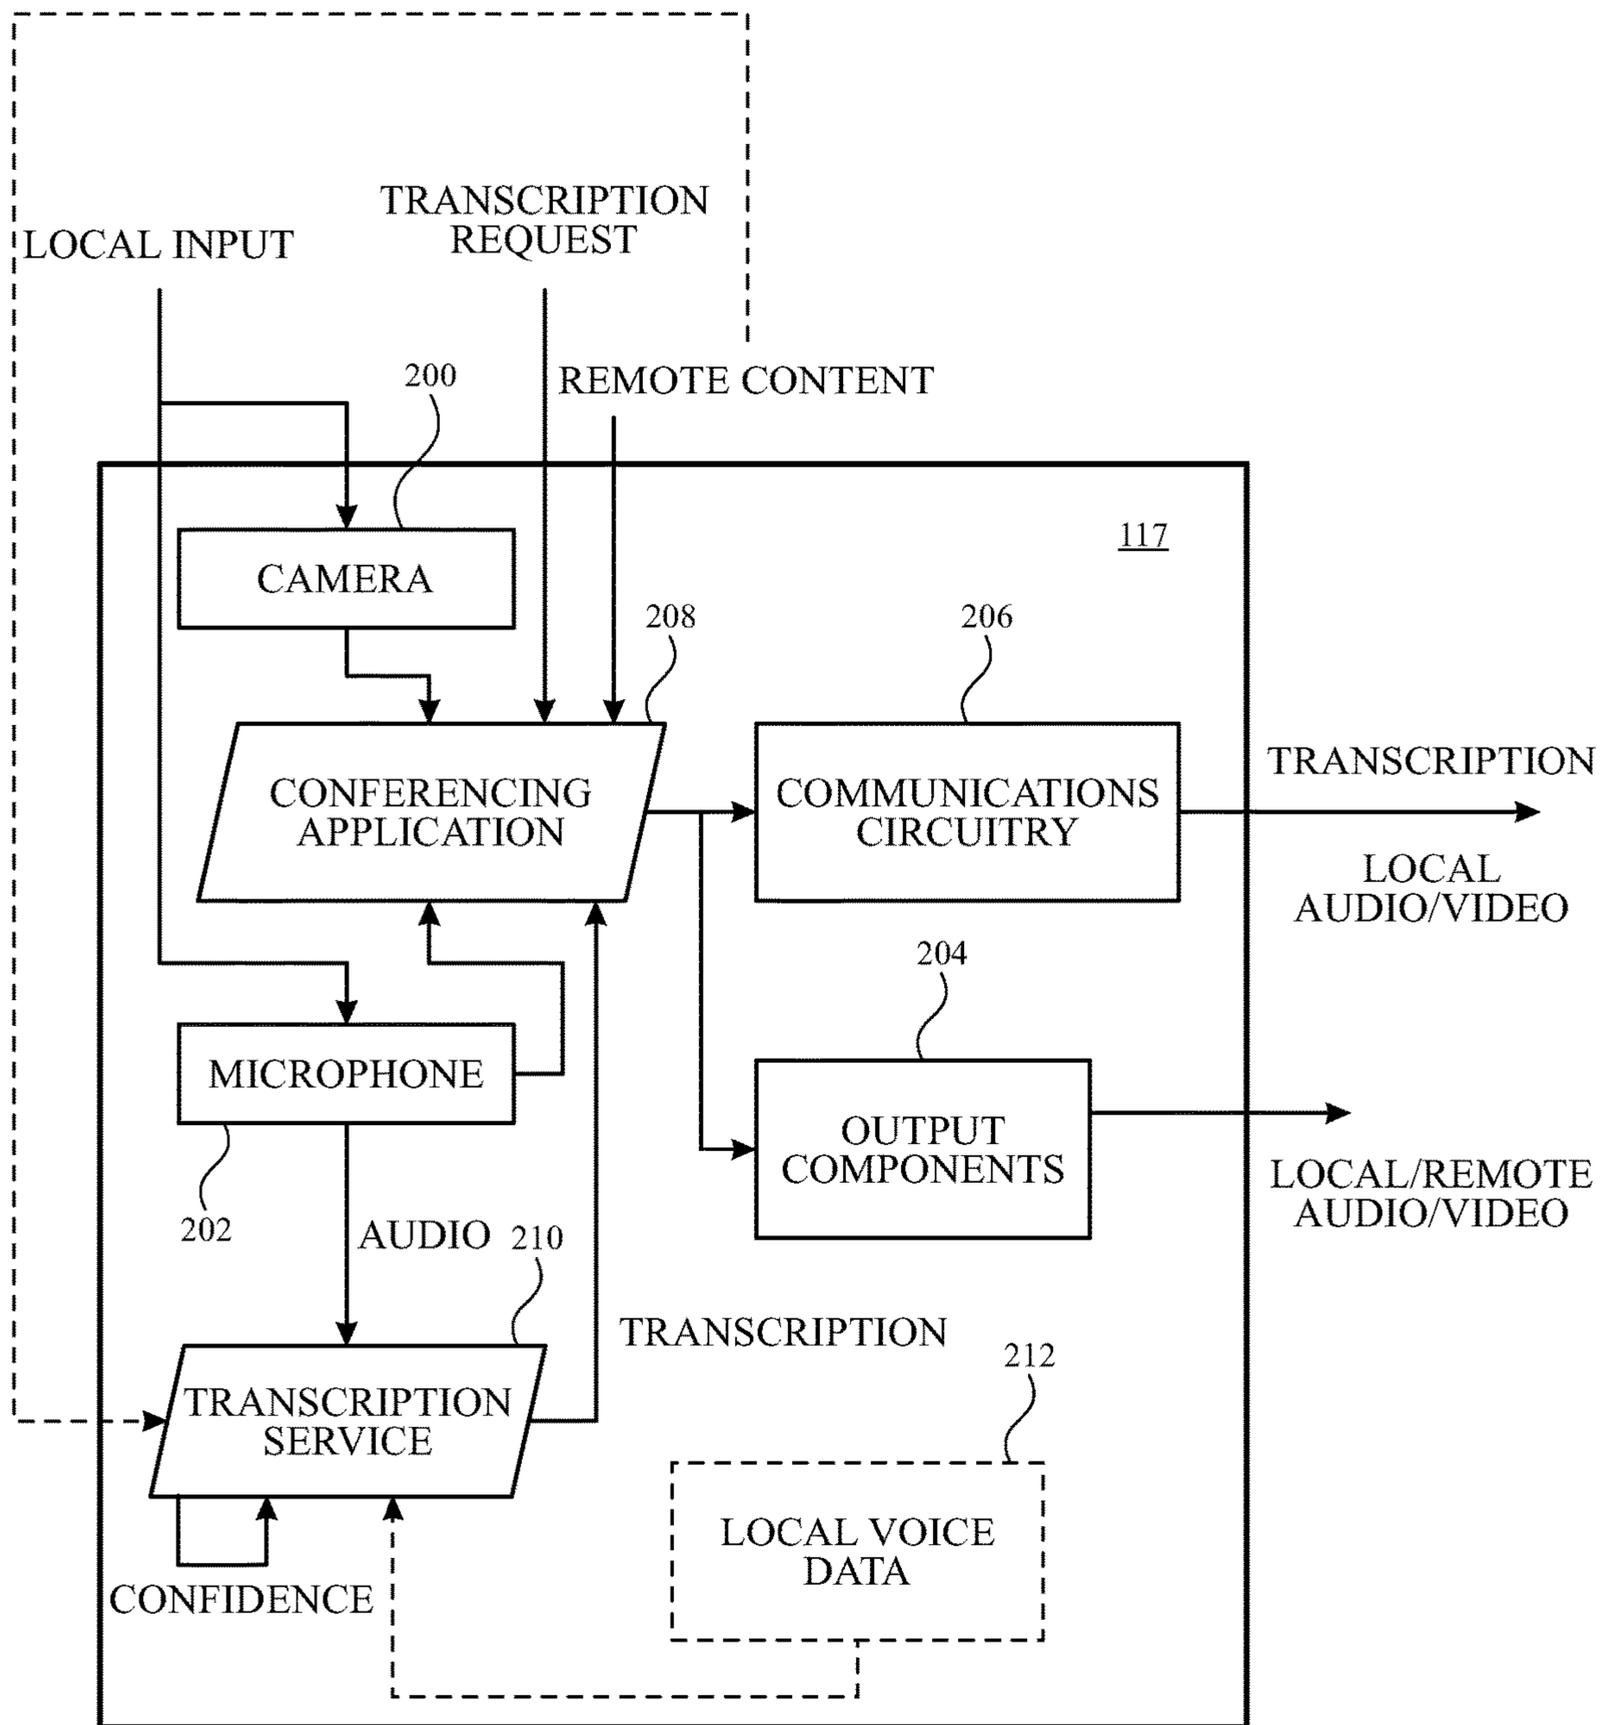 TRANSCRIPTION
REQUEST
LOCAL INPUT
200
REMOTE CONTENT
117
CAMERA
208
206
CONFERENCING
APPLICATION
COMMUNICATIONS
CIRCUITRY
TRANSCRIPTION
LOCAL
AUDIO/VIDEO
204
MICROPHONE
OUTPUT
COMPONENTS
LOCAL/REMOTE
AUDIO/VIDEO
202
AUDIO
210
TRANSCRIPTION
212
TRANSCRIPTION
SERVICE
LOCAL VOICE
DATA
CONFIDENCE